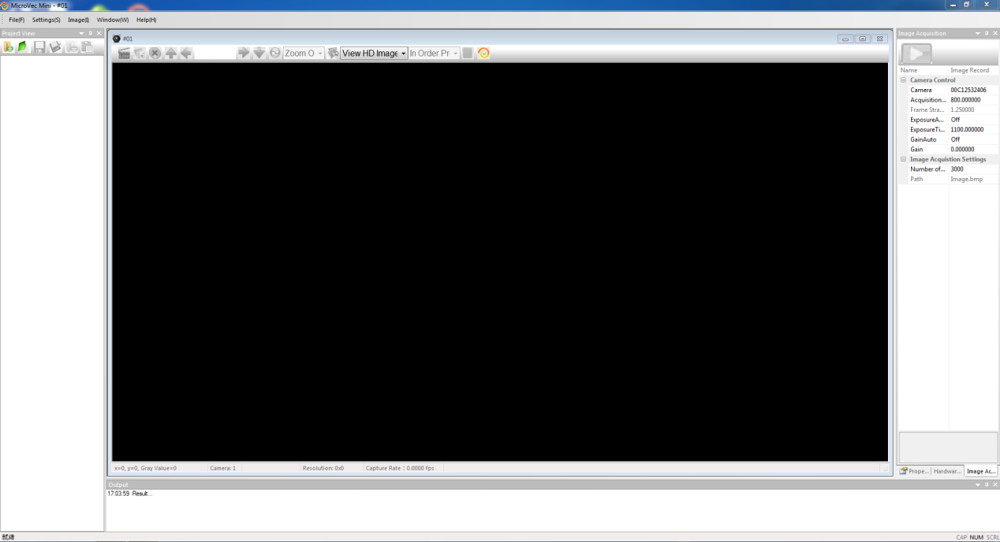 MicroVec Mini - #01
File(F) Settings(S) Image(I) Window(W) Help(H)
Project View
#01
Zoom O View HD Image In Order Pr
x=0, y=0, Gray Value=0 Camera: 1 Resolution: 0x0 Capture Rate : 0.0000 fps
Image Acquisition
Name Image Record
Camera Control
Camera 00C12532406
Acquisition... 800.000000
Frame Stra... 1.250000
ExposureA... Off
ExposureTi... 1100.000000
GainAuto Off
Gain 0.000000
Image Acquistion Settings
Number of... 3000
Path Image.bmp
Prope... Hardwar... Image Ac...
Output
17:03:59 Result...
就绪 CAP NUM SCRL